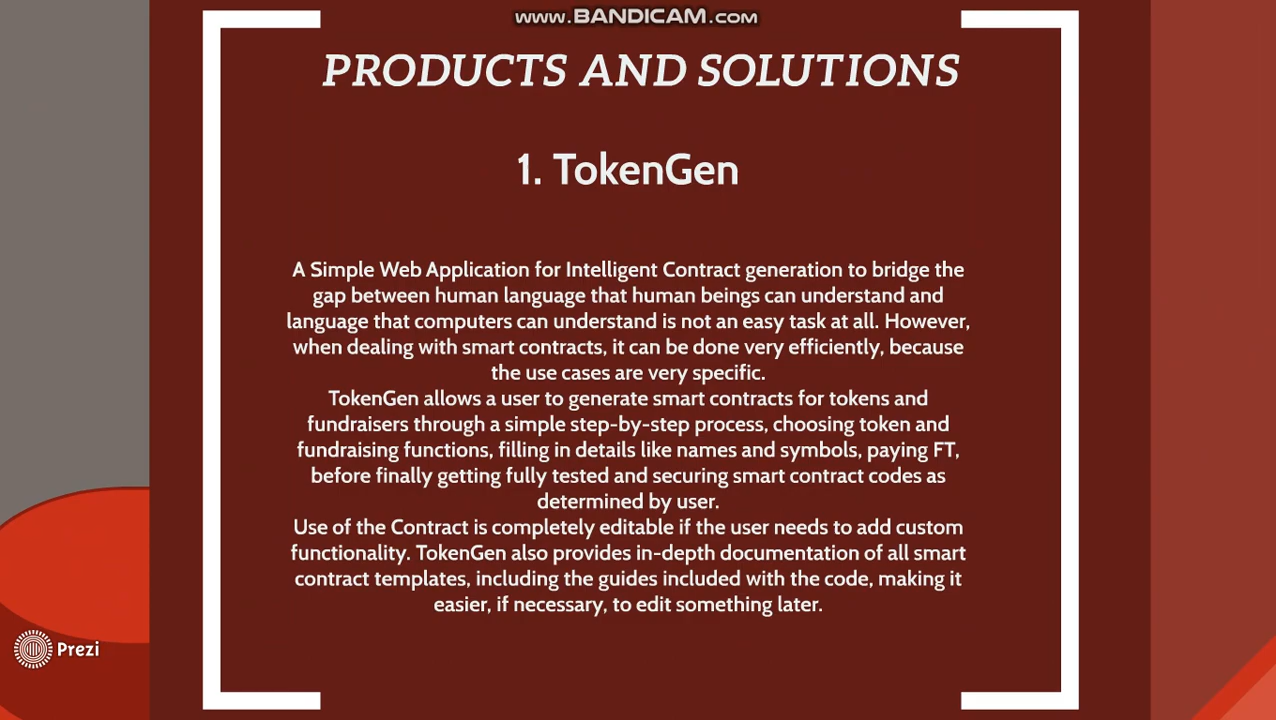 www.BANDICAM.com
PRODUCTS AND SOLUTIONS
1. TokenGen
A Simple Web Application for Intelligent Contract generation to bridge the
gap between human language that human beings can understand and
language that computers can understand is not an easy task at all. However,
when dealing with smart contracts, it can be done very efficiently, because
the use cases are very specific.
TokenGen allows a user to generate smart contracts for tokens and
fundraisers through a simple step-by-step process, choosing token and
fundraising functions, filling in details like names and symbols, paying FT,
before finally getting fully tested and securing smart contract codes as
determined by user.
Use of the Contract is completely editable if the user needs to add custom
functionality. TokenGen also provides in-depth documentation of all smart
contract templates, including the guides included with the code, making it
easier, if necessary, to edit something later.
Prezi